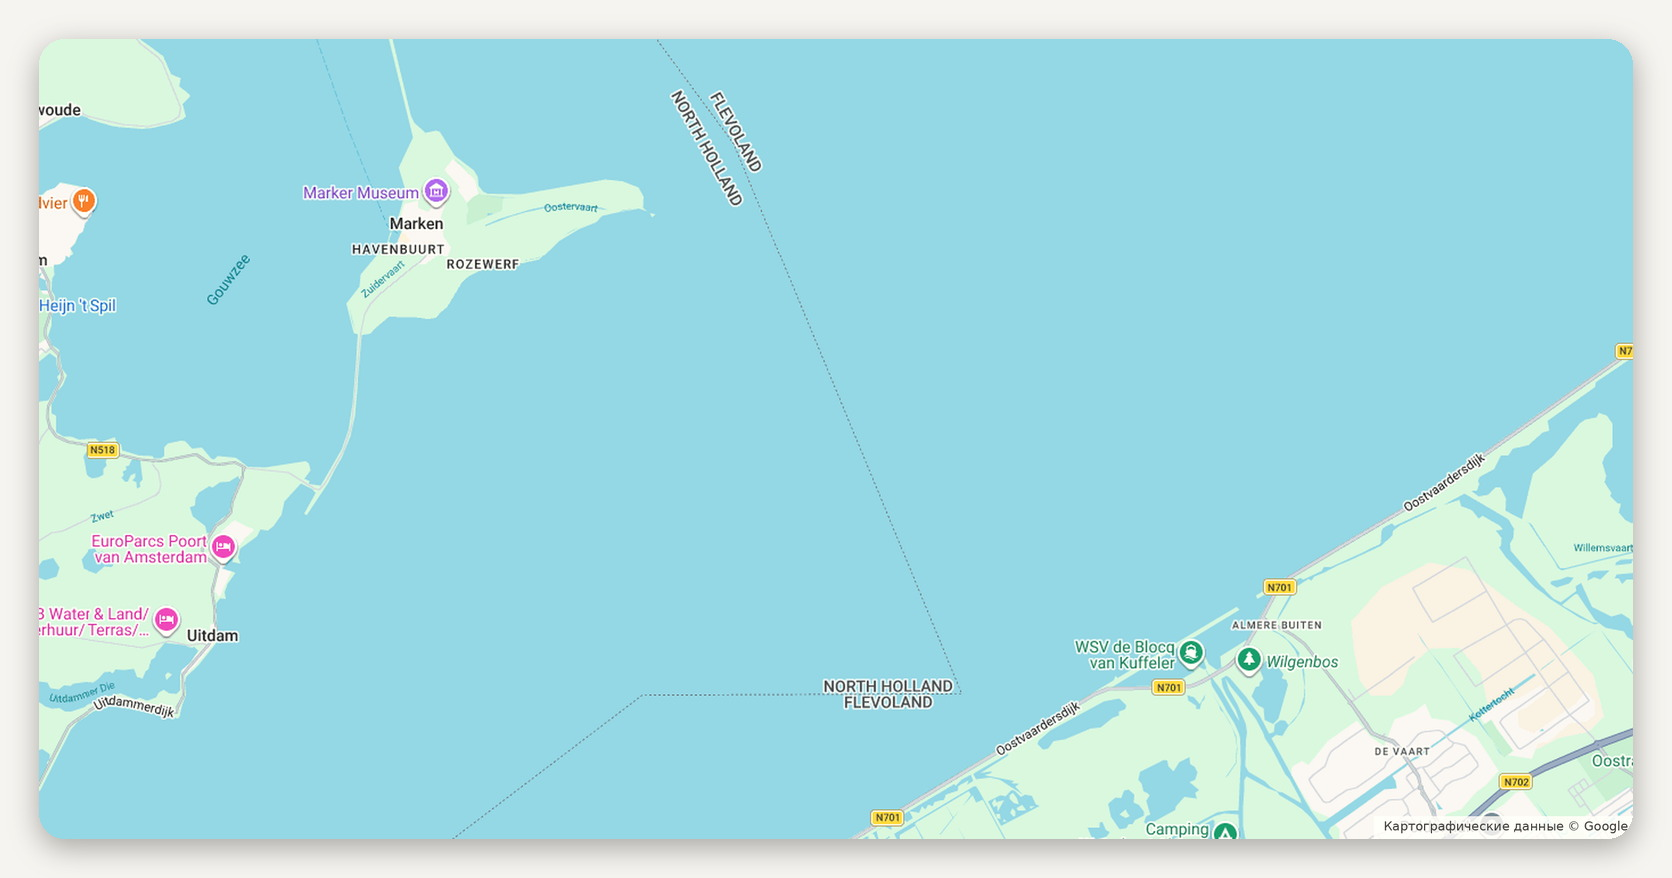 woude
FLEVOLAND
NORTH HOLLAND
Marker Museum
lvier
Oostervaart
Marken
HAVENBUURT
ROZEWERF
m
Gouwzee
Zuidervaart
Heijn 't Spil
N7
N518
Oostvaardersdijk
Zwet
EuroParcs Poort
van Amsterdam
Willemsvaart
N701
3 Water & Land/
erhuur/ Terras/...
Uitdam
ALMERE BUITEN
WSV de Blocq
van Kuffeler
Wilgenbos
NORTH HOLLAND
FLEVOLAND
N701
Uitdammer Die
Uitdammerdijk
Kottertocht
Oostvaardersdijk
DE VAART
Oostra
N702
N701
Camping
Картографические данные © Google